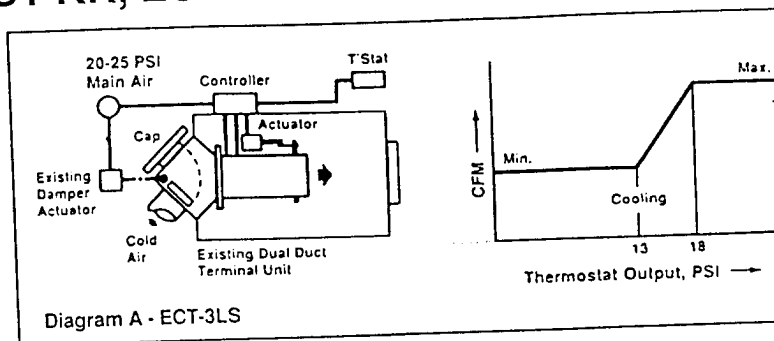 20-25 PSI
Main Air
Controller
T'Stat
Cap
Actuator
Existing
Damper
Actuator
Cold
Air
Existing Dual Duct
Terminal Unit
Diagram A - ECT-3LS
CFM
Min.
Max.
Cooling
13
18
Thermostat Output, PSI